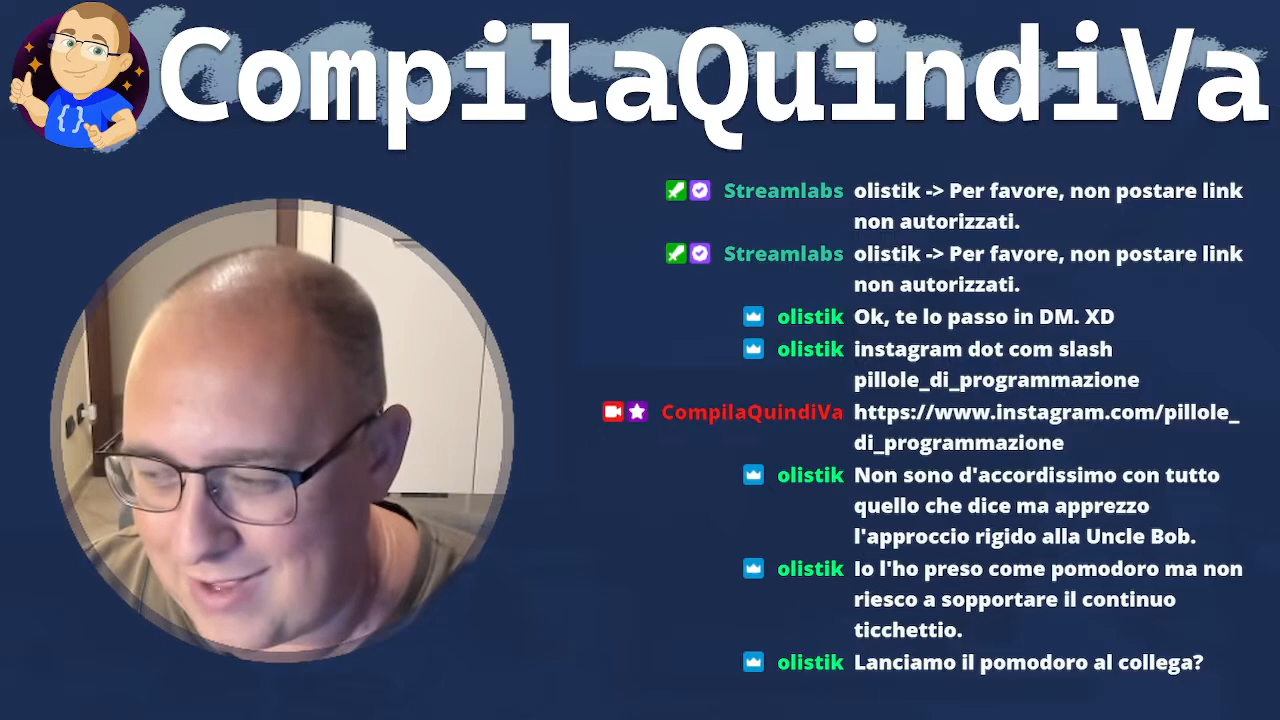 CompilaQuindiVa
{}
Streamlabs olistik -> Per favore, non postare link
non autorizzati.
Streamlabs olistik -> Per favore, non postare link
non autorizzati.
olistik Ok, te lo passo in DM. XD
olistik instagram dot com slash
pillole_di_programmazione
CompilaQuindiVa https://www.instagram.com/pillole_
di_programmazione
olistik Non sono d'accordissimo con tutto
quello che dice ma apprezzo
l'approccio rigido alla Uncle Bob.
olistik Io l'ho preso come pomodoro ma non
riesco a sopportare il continuo
ticchettio.
olistik Lanciamo il pomodoro al collega?